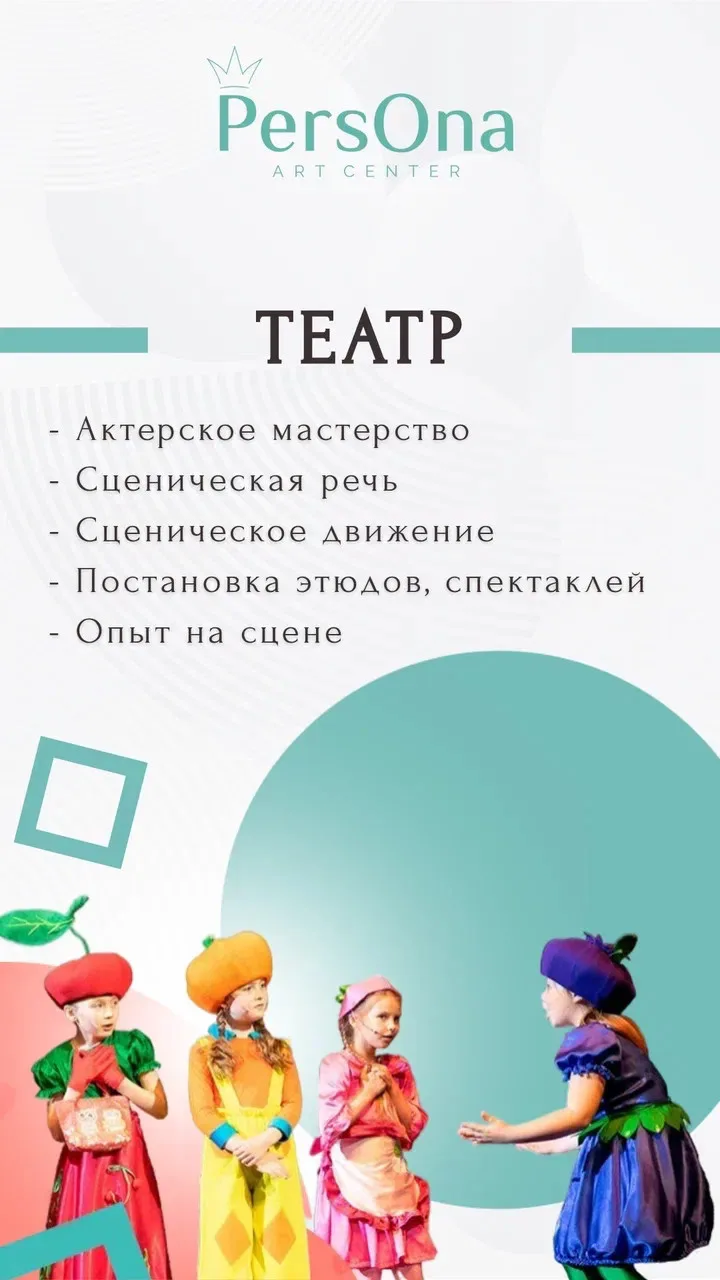 PersOna
ART CENTER
ТЕАТР
- Актерское мастерство
- Сценическая речь
- Сценическое движение
- Постановка этюдов, спектаклей
- Опыт на сцене